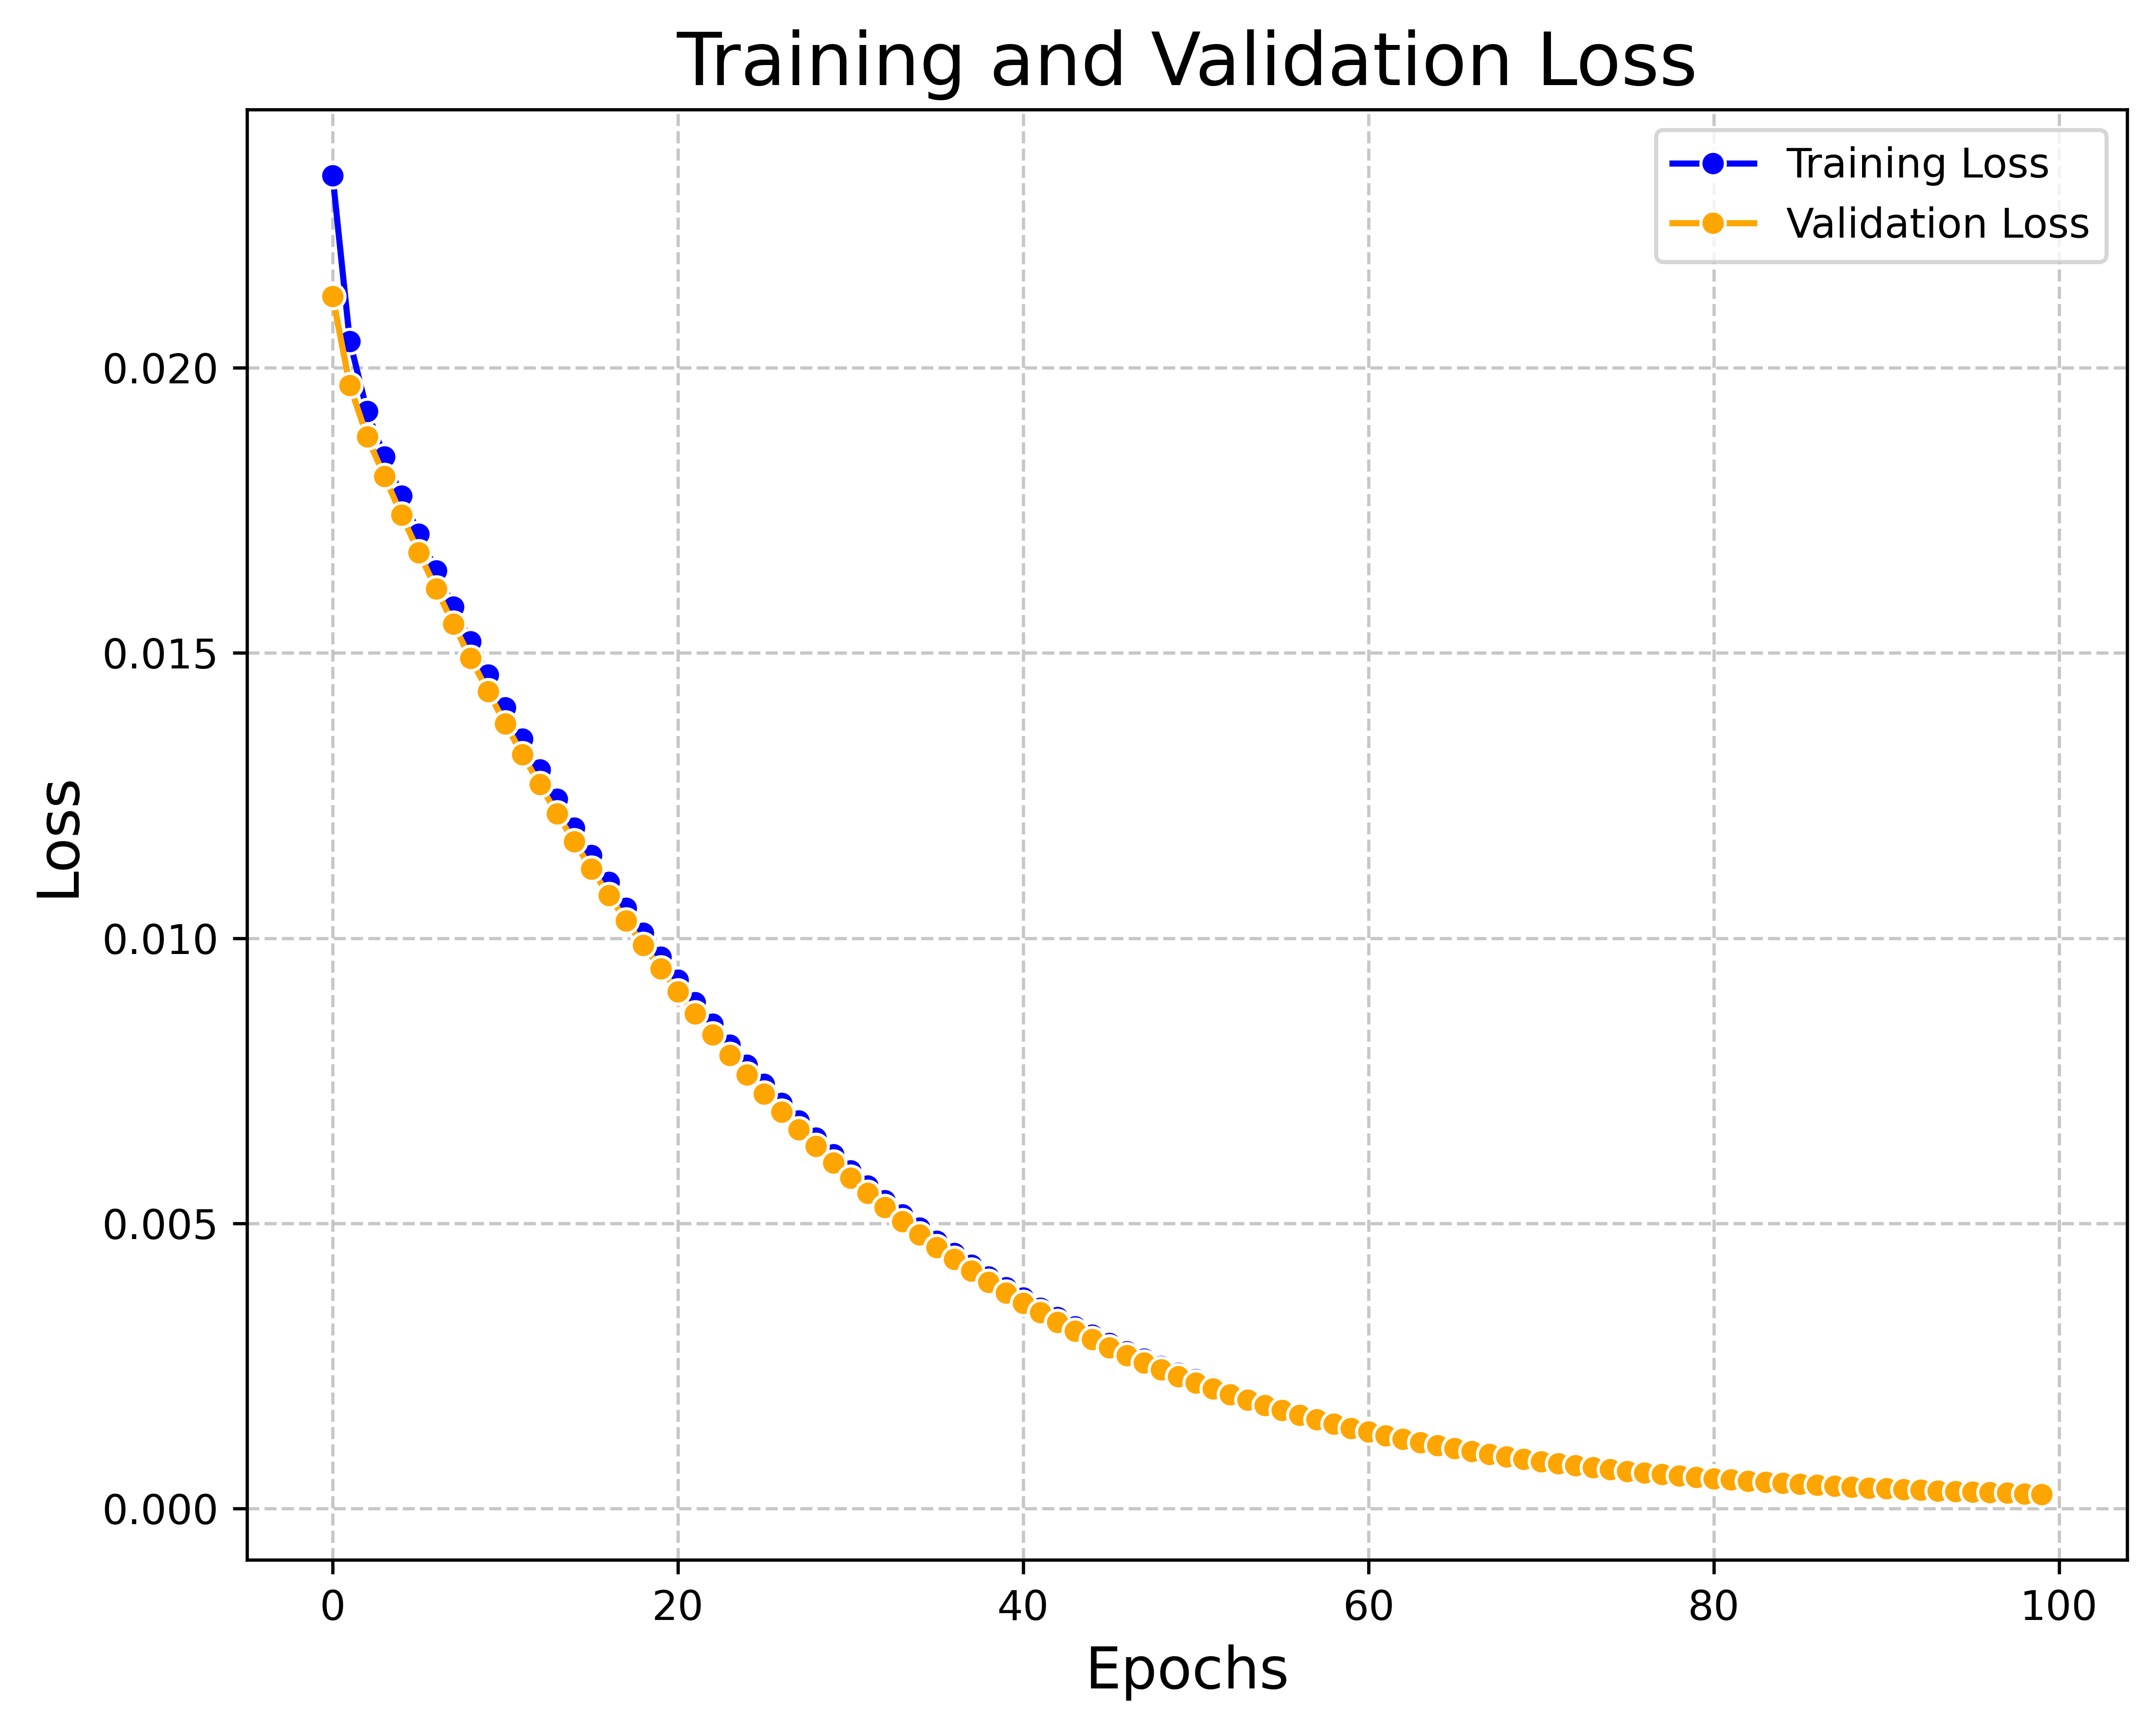 Training and Validation Loss
Training Loss
Validation Loss
0.020
0.015
0.010
0.005
0.000
Loss
0 20 40 60 80 100
Epochs